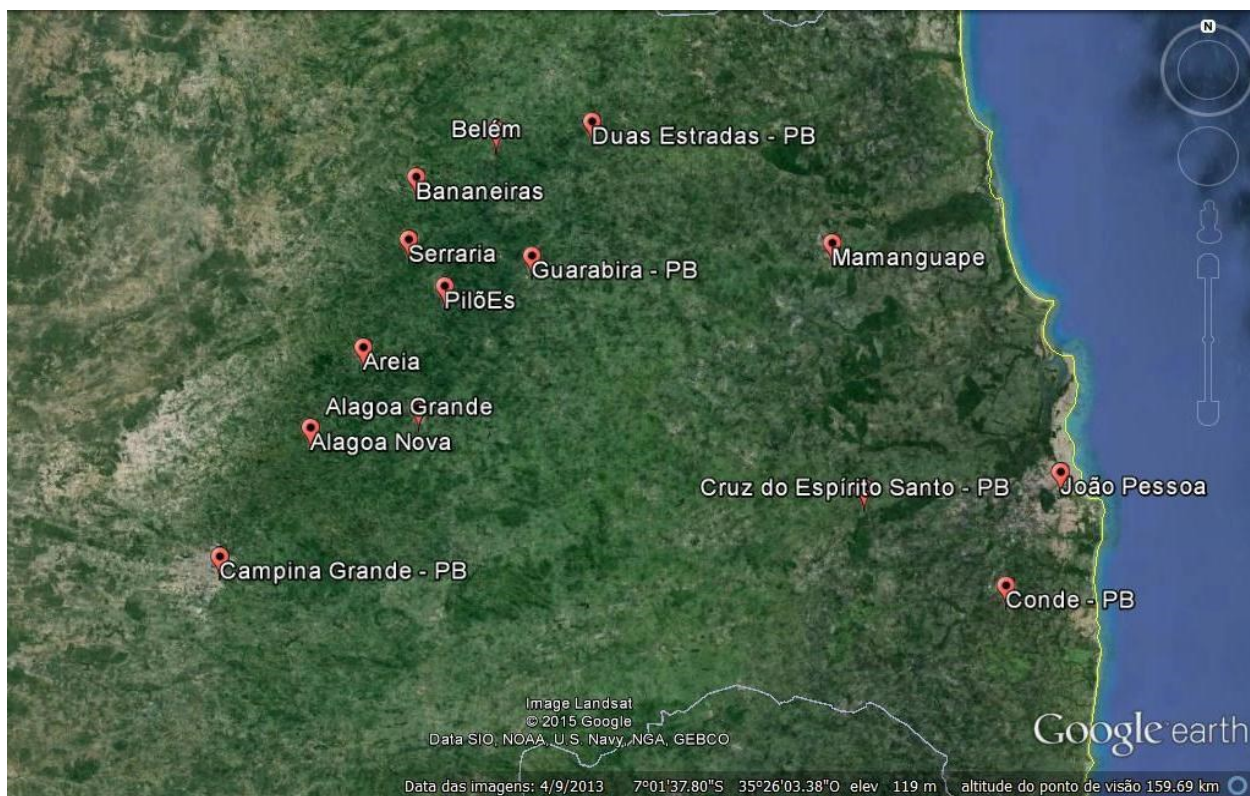 N
Belém
Duas Estradas - PB
Bananeiras
Serraria
Guarabira - PB
Mamanguape
PilõEs
Areia
Alagoa Grande
Alagoa Nova
Cruz do Espírito Santo - PB
João Pessoa
Campina Grande - PB
Conde - PB
Image Landsat
© 2015 Google
Data SIO, NOAA, U.S. Navy, NGA, GEBCO
Google earth
Data das imagens: 4/9/2013 7°01'37.80"S 35°26'03.38"O elev 119 m altitude do ponto de visão 159.69 km